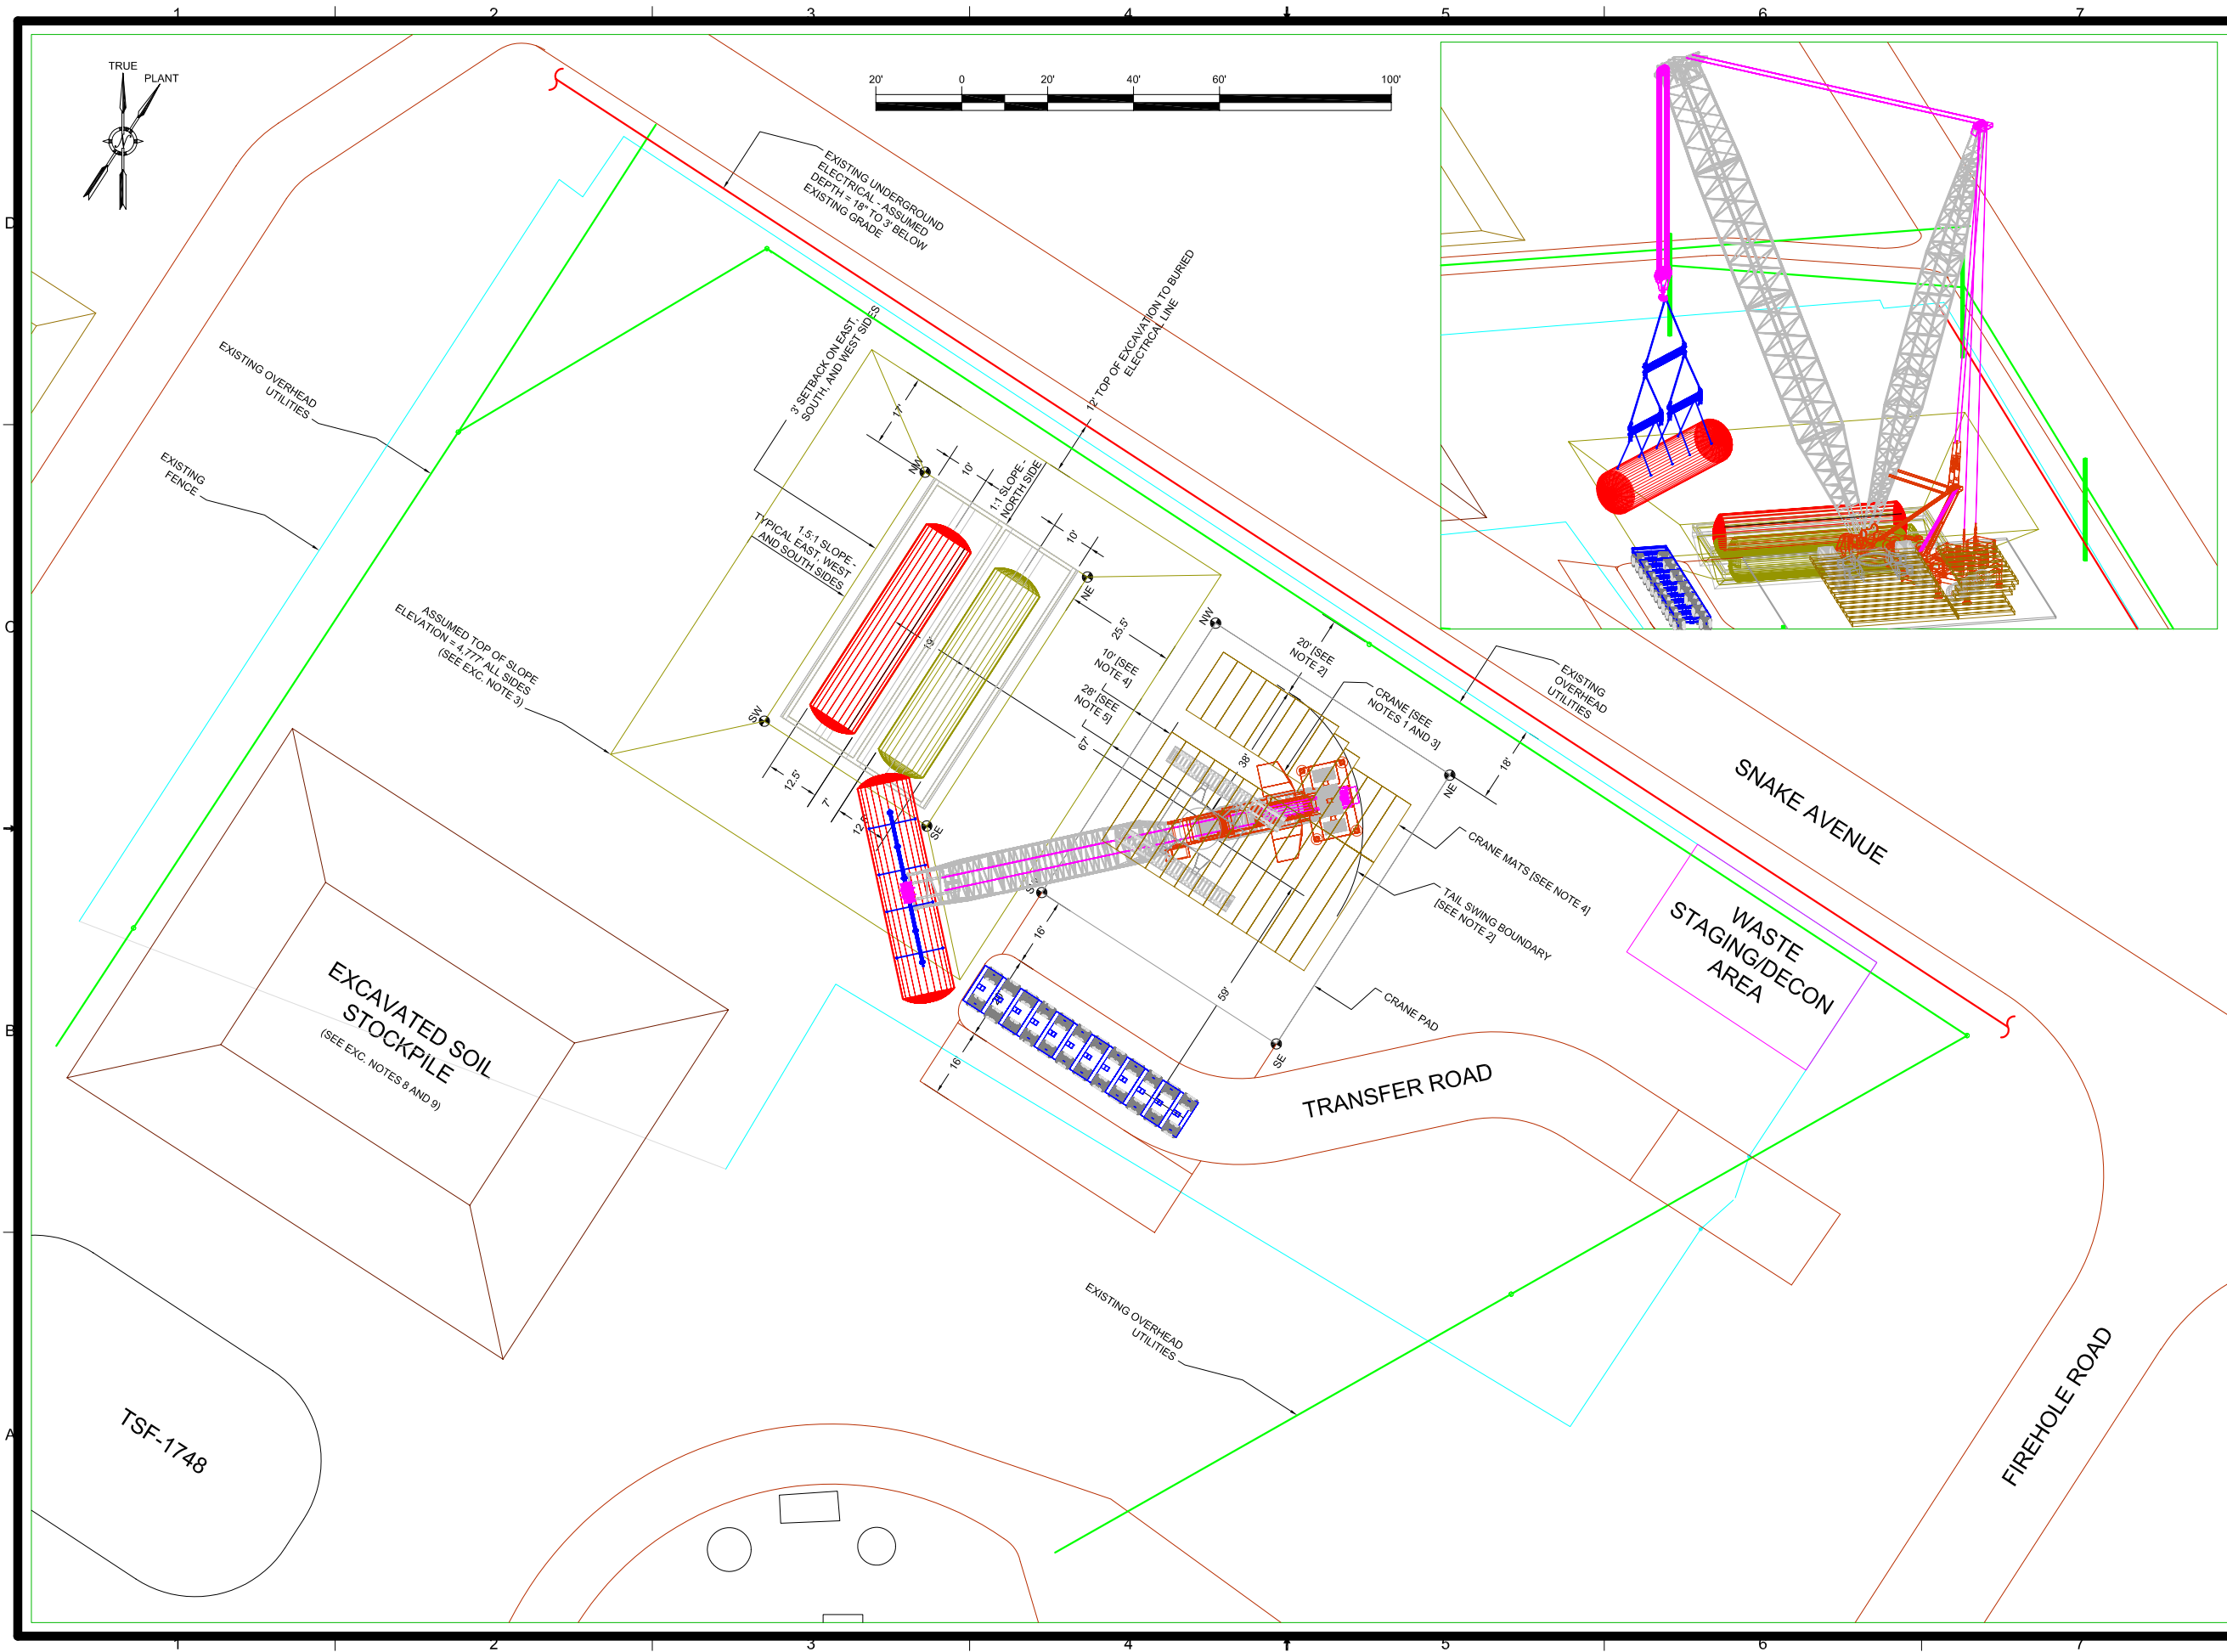 1 2 3 4 5 6 7
D
C
B
A
TRUE
PLANT
N
20' 0 20' 40' 60' 100'
EXISTING UNDERGROUND
ELECTRICAL - ASSUMED
DEPTH = 18" TO 3' BELOW
EXISTING GRADE
12' TOP OF EXCAVATION TO BURIED
ELECTRICAL LINE
3' SETBACK ON EAST,
SOUTH, AND WEST SIDES
EXISTING OVERHEAD
UTILITIES
EXISTING
FENCE
17'
NW
10'
1:1 SLOPE -
NORTH SIDE
10'
1.5:1 SLOPE -
TYPICAL EAST, WEST
AND SOUTH SIDES
NE
ASSUMED TOP OF SLOPE
ELEVATION = 4,777' ALL SIDES
(SEE EXC. NOTE 3)
SW
19'
25.5'
10' [SEE
NOTE 4]
28' [SEE
NOTE 5]
67'
NW
20' [SEE
NOTE 2]
CRANE [SEE
NOTES 1 AND 3]
38'
EXISTING
OVERHEAD
UTILITIES
18'
NE
12.5'
7'
12.5'
SE
CRANE MATS [SEE NOTE 4]
TAIL SWING BOUNDARY
[SEE NOTE 2]
CRANE PAD
16'
59'
16'
SE
SNAKE AVENUE
WASTE
STAGING/DECON
AREA
EXCAVATED SOIL
STOCKPILE
(SEE EXC. NOTES 8 AND 9)
TRANSFER ROAD
EXISTING OVERHEAD
UTILITIES
FIREHOLE ROAD
TSF-1748
1 2 3 4 5 6 7